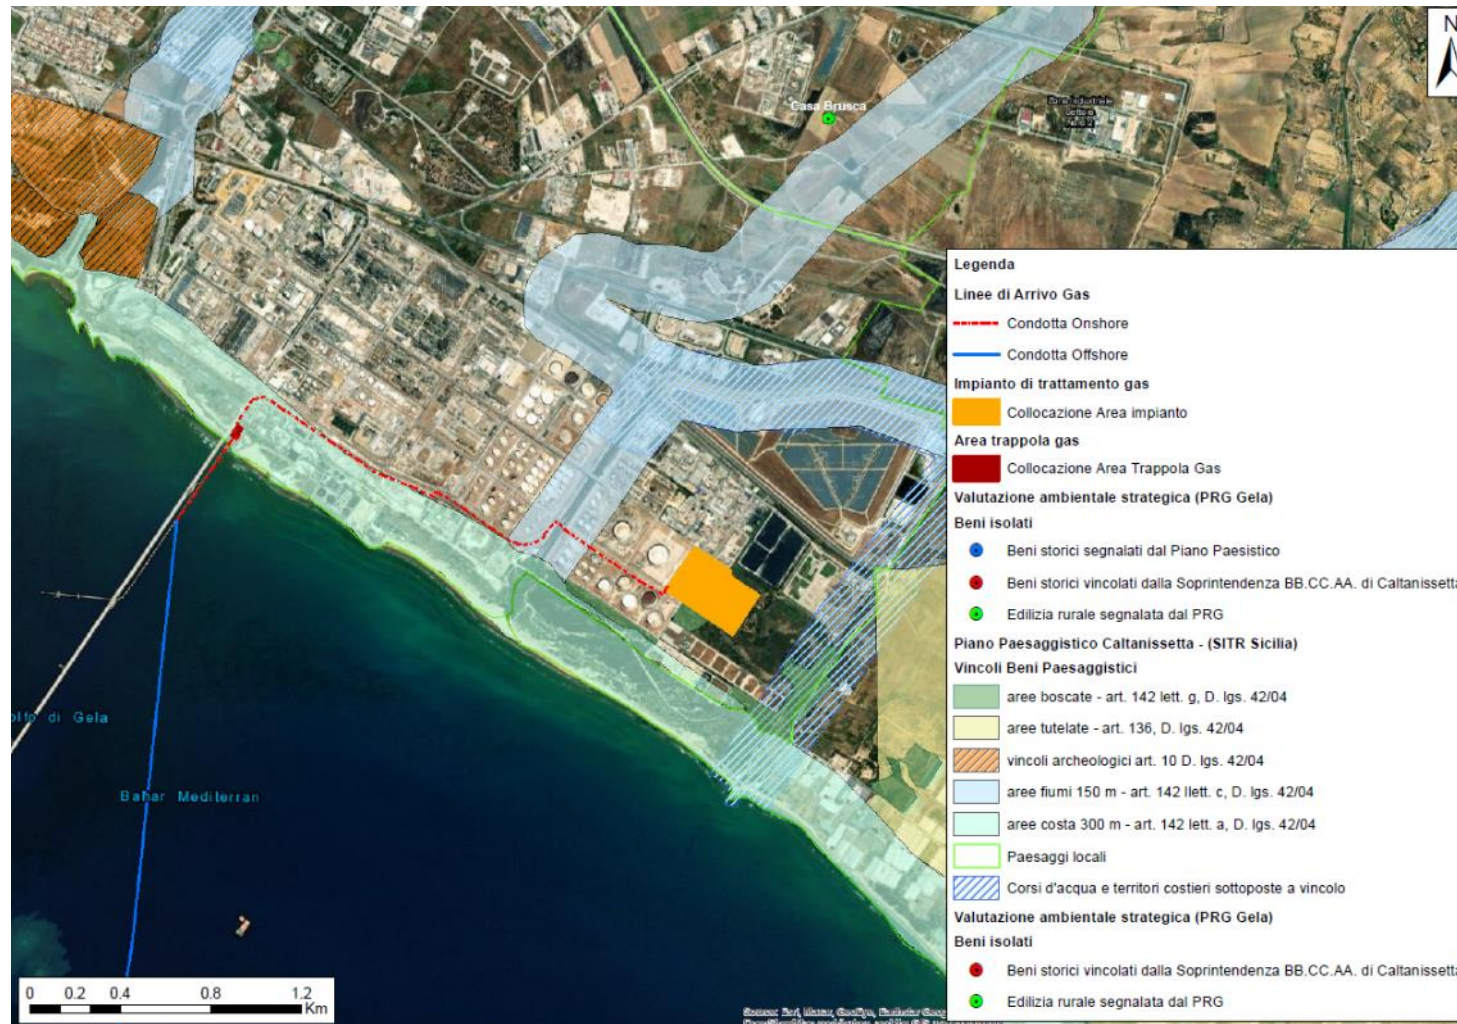 N
Casa Brusca
Legenda
Linee di Arrivo Gas
Condotta Onshore
Condotta Offshore
Impianto di trattamento gas
Collocazione Area impianto
Area trappola gas
Collocazione Area Trappola Gas
Valutazione ambientale strategica (PRG Gela)
Beni isolati
Beni storici segnalati dal Piano Paesistico
Beni storici vincolati dalla Soprintendenza BB.CC.AA. di Caltanissetta
Edilizia rurale segnalata dal PRG
Piano Paesaggistico Caltanissetta - (SITR Sicilia)
Vincoli Beni Paesaggistici
aree boscate - art. 142 lett. g, D. lgs. 42/04
aree tutelate - art. 136, D. lgs. 42/04
vincoli archeologici art. 10 D. lgs. 42/04
aree fiumi 150 m - art. 142 llett. c, D. lgs. 42/04
aree costa 300 m - art. 142 lett. a, D. lgs. 42/04
Paesaggi locali
Corsi d'acqua e territori costieri sottoposte a vincolo
Valutazione ambientale strategica (PRG Gela)
Beni isolati
Beni storici vincolati dalla Soprintendenza BB.CC.AA. di Caltanissetta
Edilizia rurale segnalata dal PRG
olfo di Gela
Bahar Mediterran
0 0.2 0.4 0.8 1.2
Km
Source: Esri, Maxar, GeoEye, Earthstar Geog